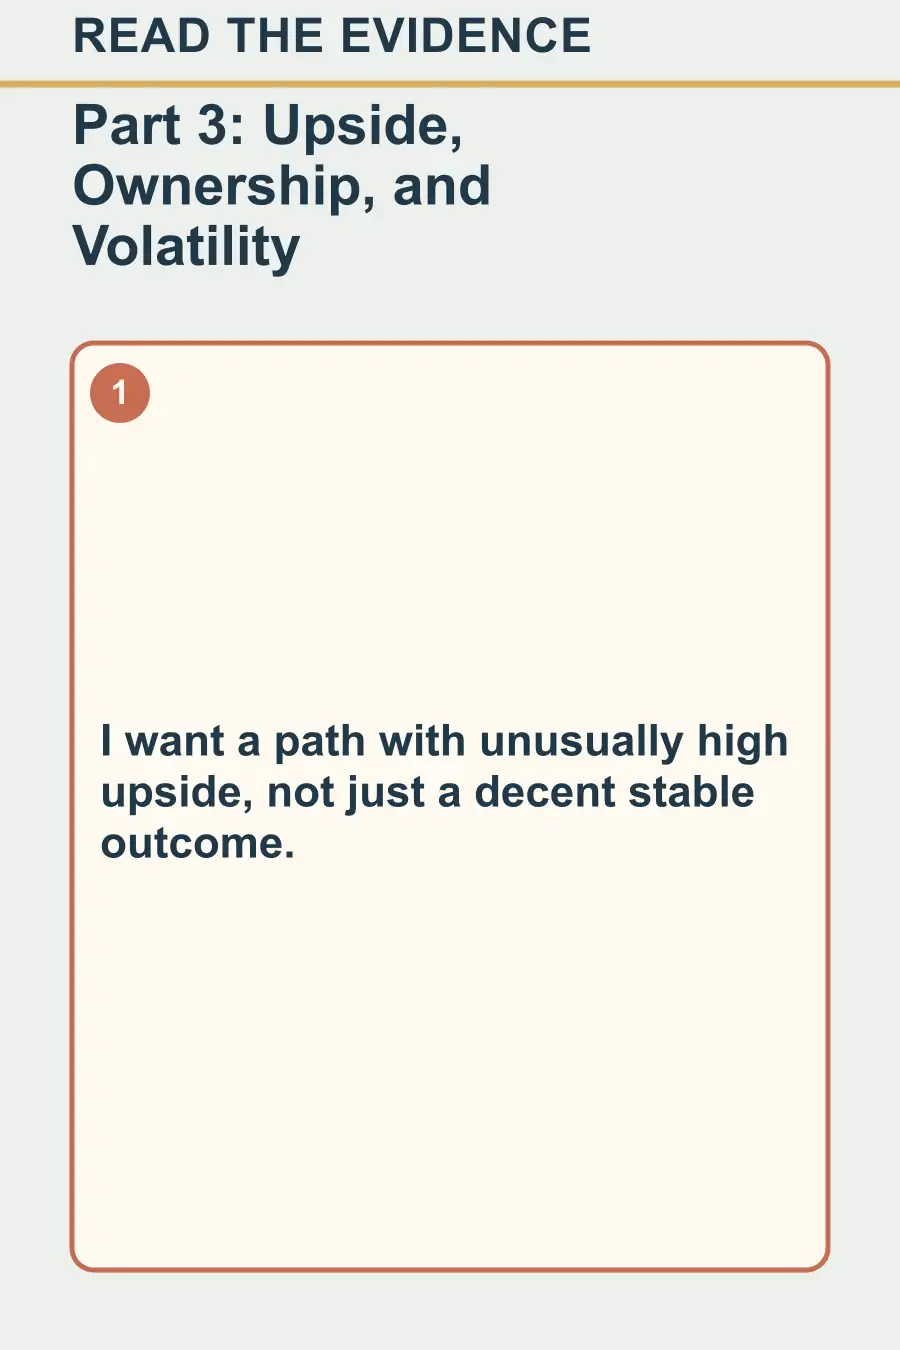 READ THE EVIDENCE
Part 3: Upside,
Ownership, and
Volatility
1
I want a path with unusually high
upside, not just a decent stable
outcome.